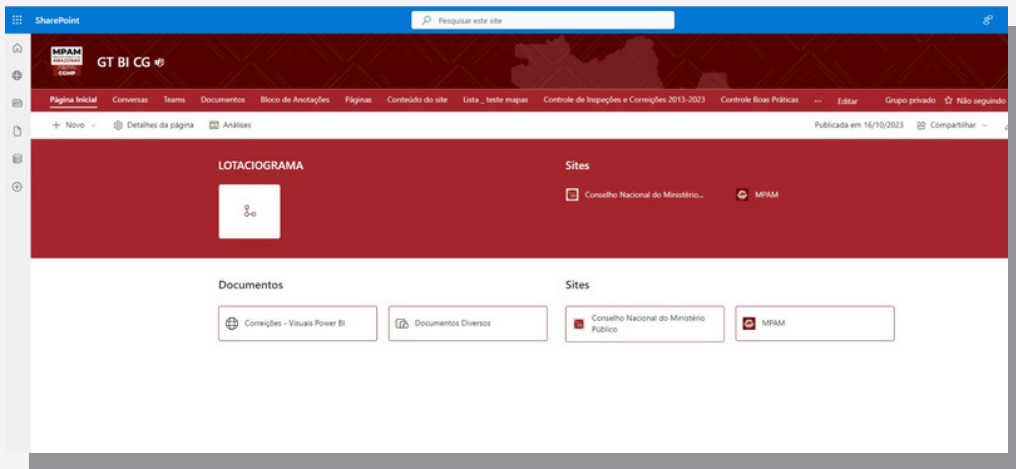 SharePoint
Pesquisar este site
MPAM
AMAZONAS
CGMP
GT BI CG
Página Inicial Conversas Teams Documentos Bloco de Anotações Páginas Conteúdo do site Lista _ teste mapas Controle de Inspeções e Correições 2013-2023 Controle Boas Práticas ... Editar Grupo privado Não seguindo
+ Novo Detalhes da página Análises Publicada em 16/10/2023 Compartilhar
LOTACIOGRAMA
Sites
Conselho Nacional do Ministério... MPAM
Documentos
Correições - Visuais Power BI
Documentos Diversos
Sites
Conselho Nacional do Ministério
Público
MPAM